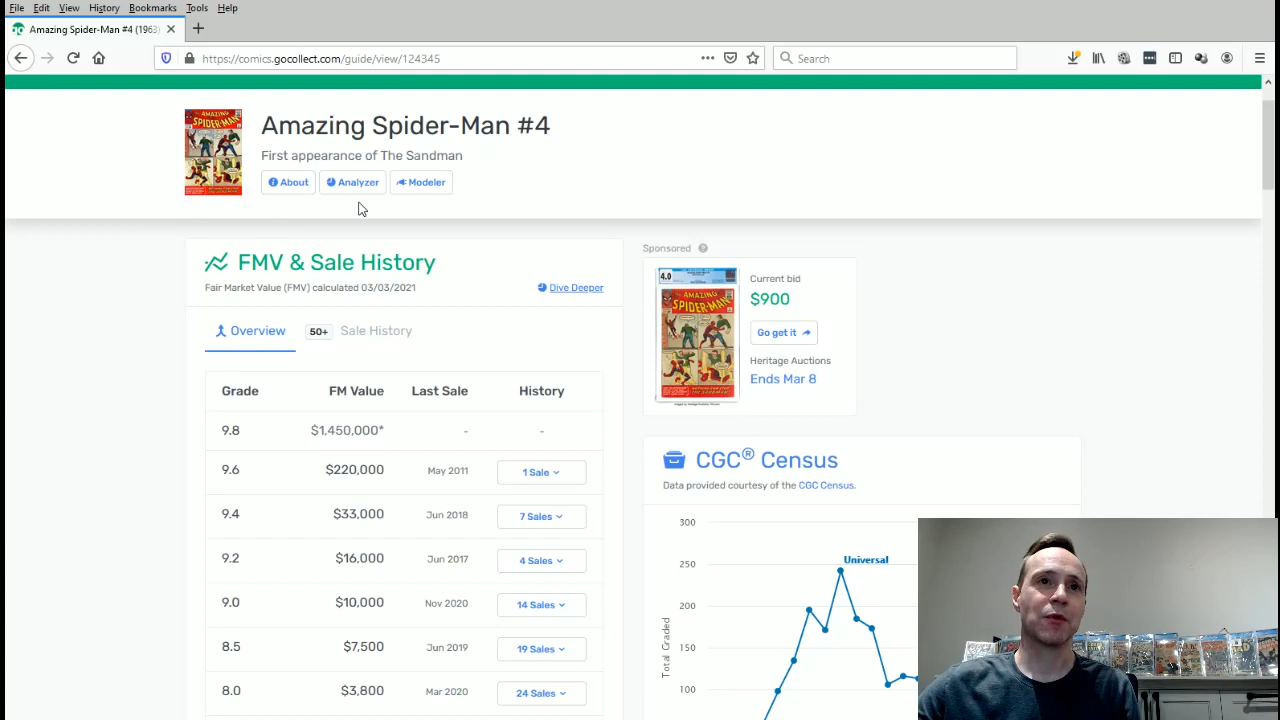 File Edit View History Bookmarks Tools Help
Amazing Spider-Man #4 (1963)
https://comics.gocollect.com/guide/view/124345
Search
Amazing Spider-Man #4
First appearance of The Sandman
About Analyzer Modeler
FMV & Sale History
Fair Market Value (FMV) calculated 03/03/2021 Dive Deeper
Overview 50+ Sale History
Grade FM Value Last Sale History
9.8 $1,450,000* - -
9.6 $220,000 May 2011 1 Sale
9.4 $33,000 Jun 2018 7 Sales
9.2 $16,000 Jun 2017 4 Sales
9.0 $10,000 Nov 2020 14 Sales
8.5 $7,500 Jun 2019 19 Sales
8.0 $3,800 Mar 2020 24 Sales
Sponsored
4.0
THE AMAZING
SPIDER-MAN
Current bid
$900
Go get it
Heritage Auctions
Ends Mar 8
CGC® Census
Data provided courtesy of the CGC Census.
300
250
200
150
100
Total Graded
Universal